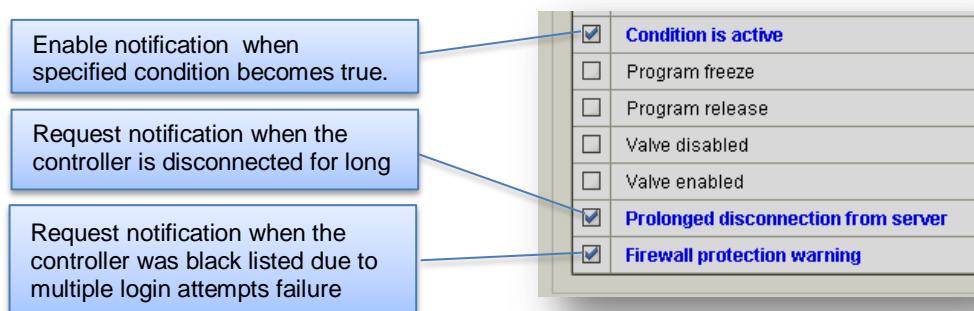 Enable notification when
specified condition becomes true.
Request notification when the
controller is disconnected for long
Request notification when the
controller was black listed due to
multiple login attempts failure
Condition is active
Program freeze
Program release
Valve disabled
Valve enabled
Prolonged disconnection from server
Firewall protection warning